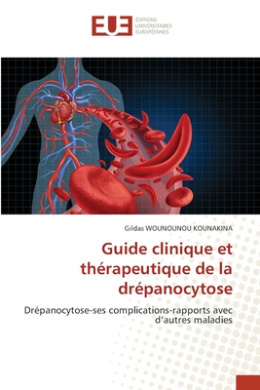 EUE
ÉDITIONS
UNIVERSITAIRES
EUROPÉENNES
Gildas WOUNOUNOU KOUNAKINA
Guide clinique et
thérapeutique de la
drépanocytose
Drépanocytose-ses complications-rapports avec
d'autres maladies